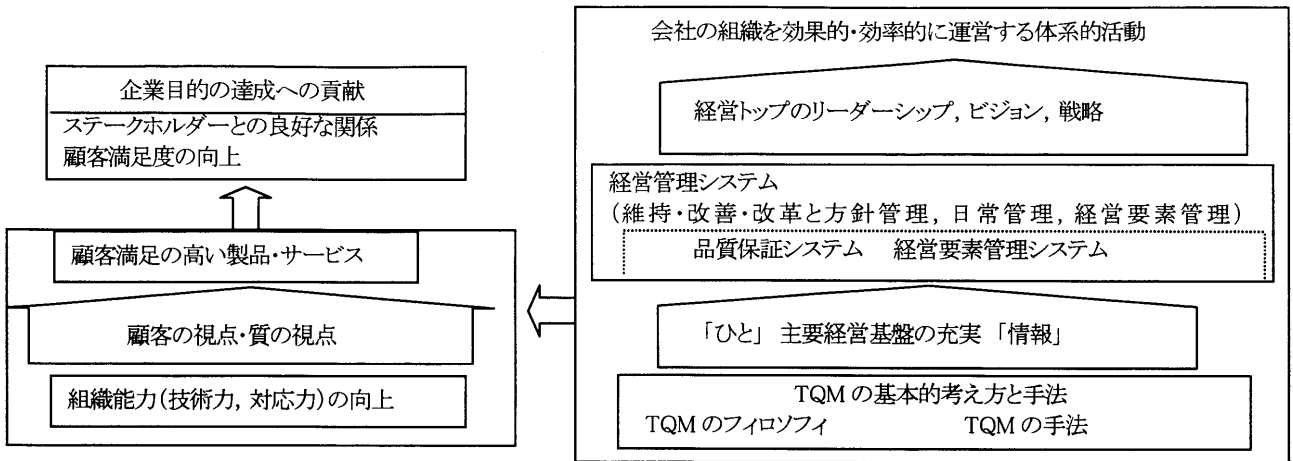 企業目的の達成への貢献
ステークホルダーとの良好な関係
顧客満足度の向上
顧客満足の高い製品・サービス
顧客の視点・質の視点
組織能力(技術力, 対応力)の向上
会社の組織を効果的・効率的に運営する体系的活動
経営トップのリーダーシップ, ビジョン, 戦略
経営管理システム
(維持・改善・改革と方針管理, 日常管理, 経営要素管理)
品質保証システム 経営要素管理システム
「ひと」 主要経営基盤の充実 「情報」
TQM の基本的考え方と手法
TQM のフィロソフィ TQM の手法